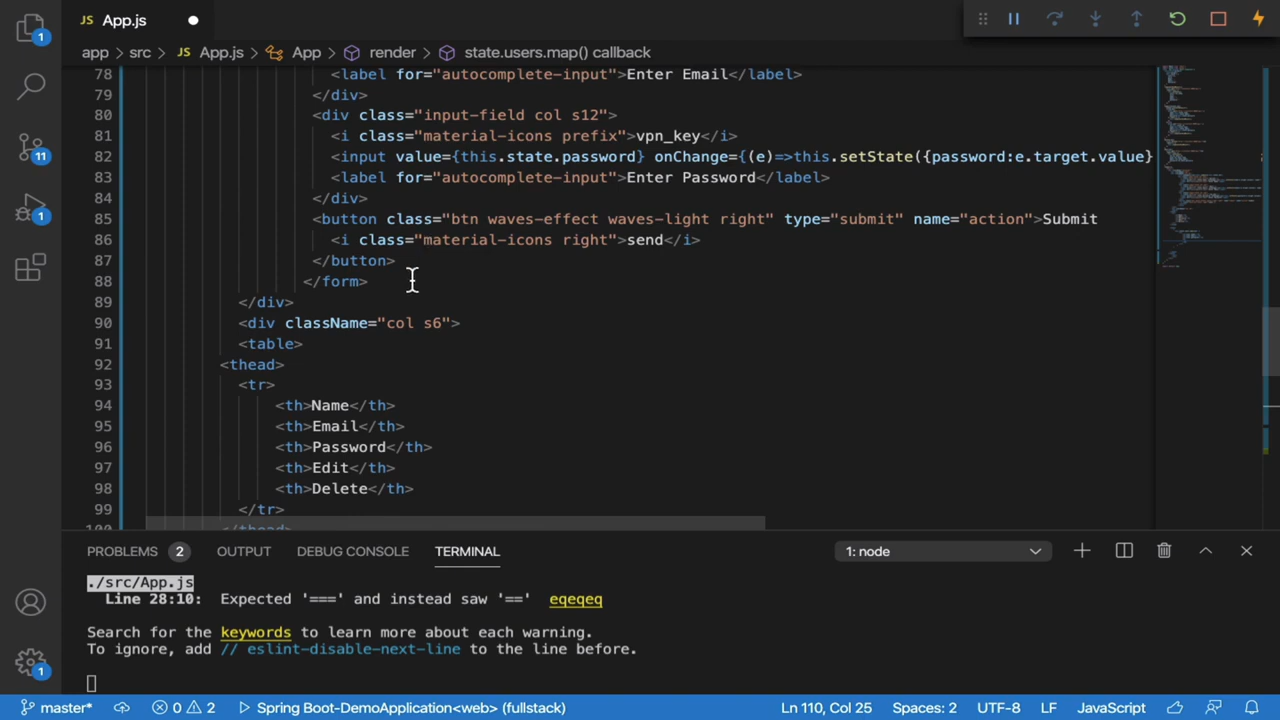 App.js
app > src > App.js > App > render > state.users.map() callback
78 <label for="autocomplete-input">Enter Email</label>
79 </div>
80 <div class="input-field col s12">
81 <i class="material-icons prefix">vpn_key</i>
82 <input value={this.state.password} onChange={(e)=>this.setState({password:e.target.value}
83 <label for="autocomplete-input">Enter Password</label>
84 </div>
85 <button class="btn waves-effect waves-light right" type="submit" name="action">Submit
86 <i class="material-icons right">send</i>
87 </button>
88 </form>
89 </div>
90 <div className="col s6">
91 <table>
92 <thead>
93 <tr>
94 <th>Name</th>
95 <th>Email</th>
96 <th>Password</th>
97 <th>Edit</th>
98 <th>Delete</th>
99 </tr>
100 </thead>
1
11
1
1
PROBLEMS 2 OUTPUT DEBUG CONSOLE TERMINAL 1: node
./src/App.js
Line 28:10: Expected '===' and instead saw '==' eqeqeq
Search for the keywords to learn more about each warning.
To ignore, add // eslint-disable-next-line to the line before.
master* 0 2 Spring Boot-DemoApplication<web> (fullstack) Ln 110, Col 25 Spaces: 2 UTF-8 LF JavaScript